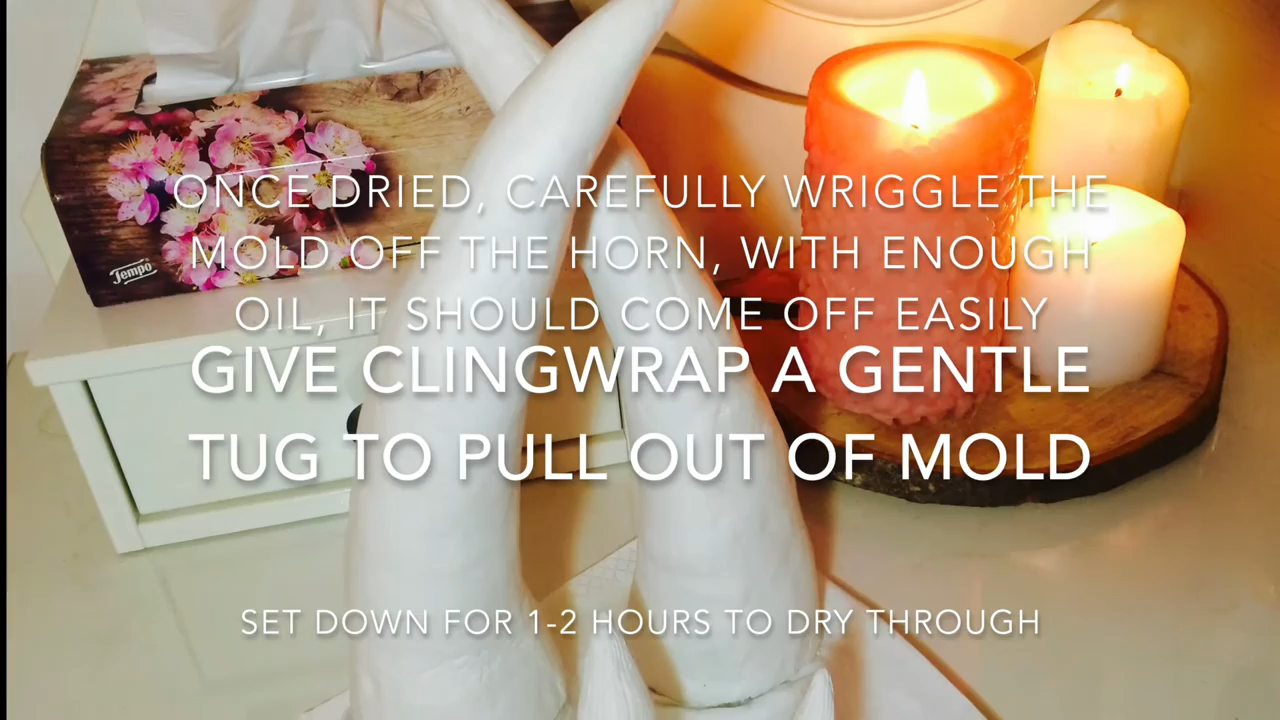 Tempo
ONCE DRIED, CAREFULLY WRIGGLE THE
MOLD OFF THE HORN, WITH ENOUGH
OIL, IT SHOULD COME OFF EASILY
GIVE CLINGWRAP A GENTLE
TUG TO PULL OUT OF MOLD
SET DOWN FOR 1-2 HOURS TO DRY THROUGH